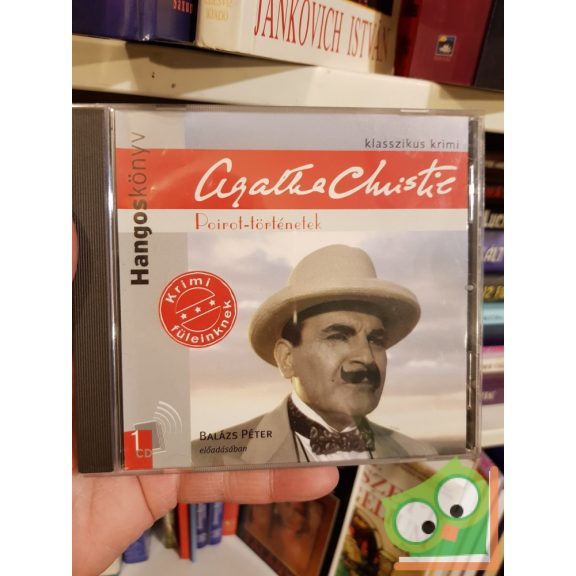 JANKOVICH ISTVÁN
klasszikus krimi
Agatha Christie
Poirot-történetek
Hangoskönyv
Krimi
füleinknek
BALÁZS PÉTER
előadásában
1
CD